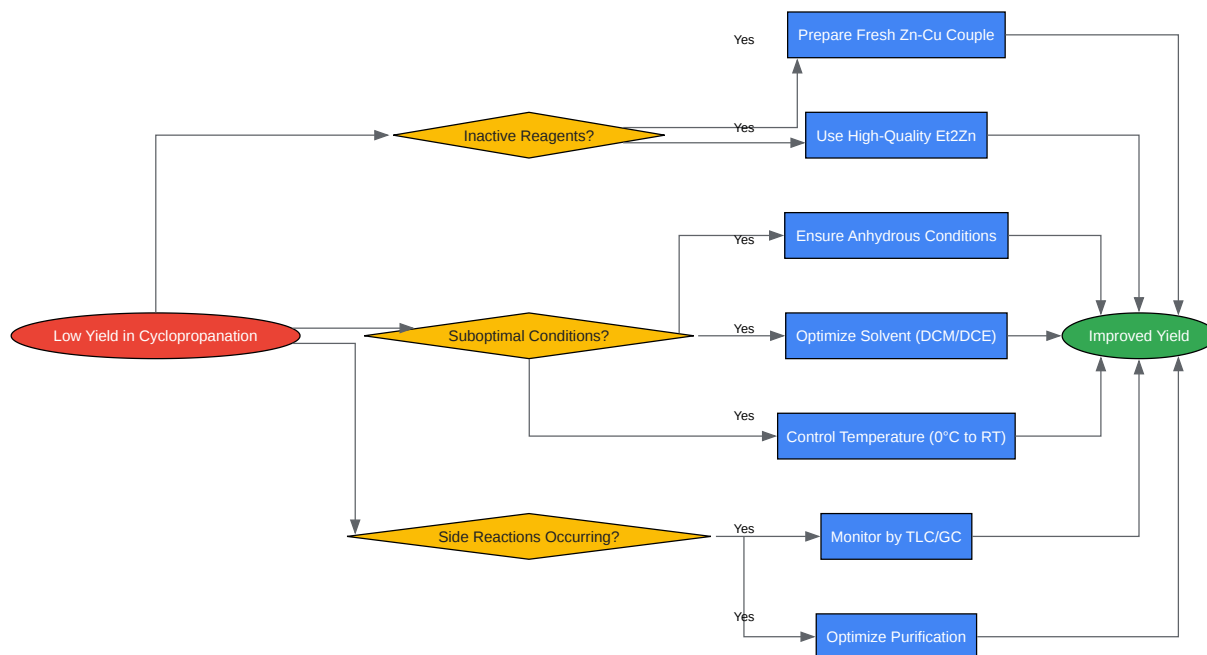 Yes
Prepare Fresh Zn-Cu Couple
Inactive Reagents?
Yes
Use High-Quality Et2Zn
Yes
Ensure Anhydrous Conditions
Low Yield in Cyclopropanation
Suboptimal Conditions?
Yes
Optimize Solvent (DCM/DCE)
Improved Yield
Yes
Control Temperature (0°C to RT)
Side Reactions Occurring?
Yes
Monitor by TLC/GC
Yes
Optimize Purification